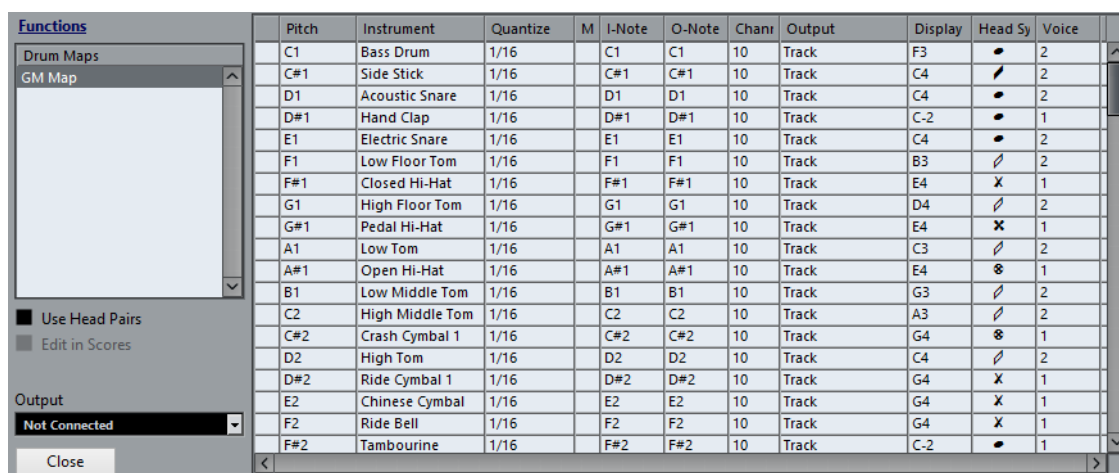 Functions
Drum Maps
GM Map
Use Head Pairs
Edit in Scores
Output
Not Connected
Close
Pitch Instrument Quantize M I-Note O-Note Chanr Output Display Head Sy Voice
C1 Bass Drum 1/16 C1 C1 10 Track F3 2
C#1 Side Stick 1/16 C#1 C#1 10 Track C4 2
D1 Acoustic Snare 1/16 D1 D1 10 Track C4 2
D#1 Hand Clap 1/16 D#1 D#1 10 Track C-2 1
E1 Electric Snare 1/16 E1 E1 10 Track C4 2
F1 Low Floor Tom 1/16 F1 F1 10 Track B3 2
F#1 Closed Hi-Hat 1/16 F#1 F#1 10 Track E4 1
G1 High Floor Tom 1/16 G1 G1 10 Track D4 2
G#1 Pedal Hi-Hat 1/16 G#1 G#1 10 Track E4 1
A1 Low Tom 1/16 A1 A1 10 Track C3 2
A#1 Open Hi-Hat 1/16 A#1 A#1 10 Track E4 1
B1 Low Middle Tom 1/16 B1 B1 10 Track G3 2
C2 High Middle Tom 1/16 C2 C2 10 Track A3 2
C#2 Crash Cymbal 1 1/16 C#2 C#2 10 Track G4 1
D2 High Tom 1/16 D2 D2 10 Track C4 2
D#2 Ride Cymbal 1 1/16 D#2 D#2 10 Track G4 1
E2 Chinese Cymbal 1/16 E2 E2 10 Track G4 1
F2 Ride Bell 1/16 F2 F2 10 Track G4 1
F#2 Tambourine 1/16 F#2 F#2 10 Track C-2 1